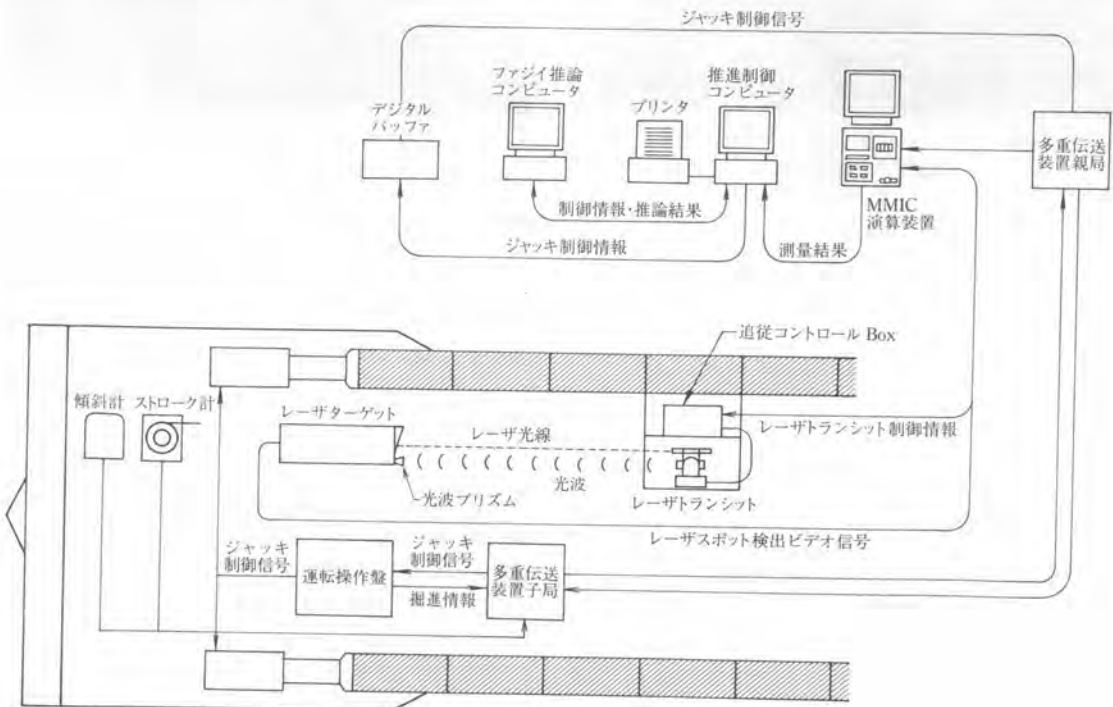 ジャッキ制御信号
ファジイ推論
コンピュータ
推進制御
コンピュータ
プリンタ
デジタル
バッファ
多重伝送
装置親局
制御情報・推論結果
MMIC
演算装置
ジャッキ制御情報
測量結果
追従コントロール Box
傾斜計
ストローク計
レーザターゲット
レーザ光線
レーザトランシット制御情報
光波
光波プリズム
レーザトランシット
レーザスポット検出ビデオ信号
ジャッキ
制御信号
運転操作盤
ジャッキ
制御信号
掘進情報
多重伝送
装置子局